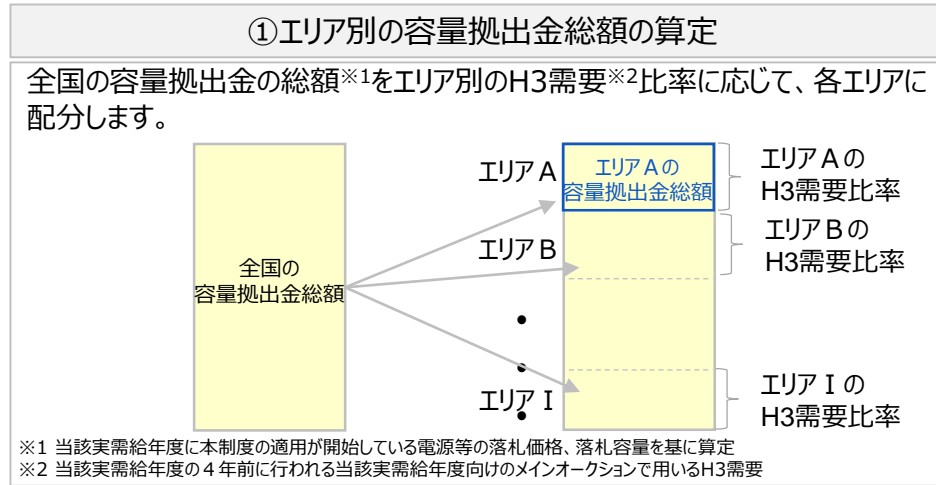 ①エリア別の容量拠出金総額の算定
全国の容量拠出金の総額※1をエリア別のH3需要※2比率に応じて、各エリアに
配分します。
全国の
容量拠出金総額
エリアA
エリアB
エリアI
エリアAの
容量拠出金総額
エリアAの
H3需要比率
エリアBの
H3需要比率
エリアIの
H3需要比率
※1 当該実需給年度に本制度の適用が開始している電源等の落札価格、落札容量を基に算定
※2 当該実需給年度の4年前に行われる当該実需給年度向けのメインオークションで用いるH3需要